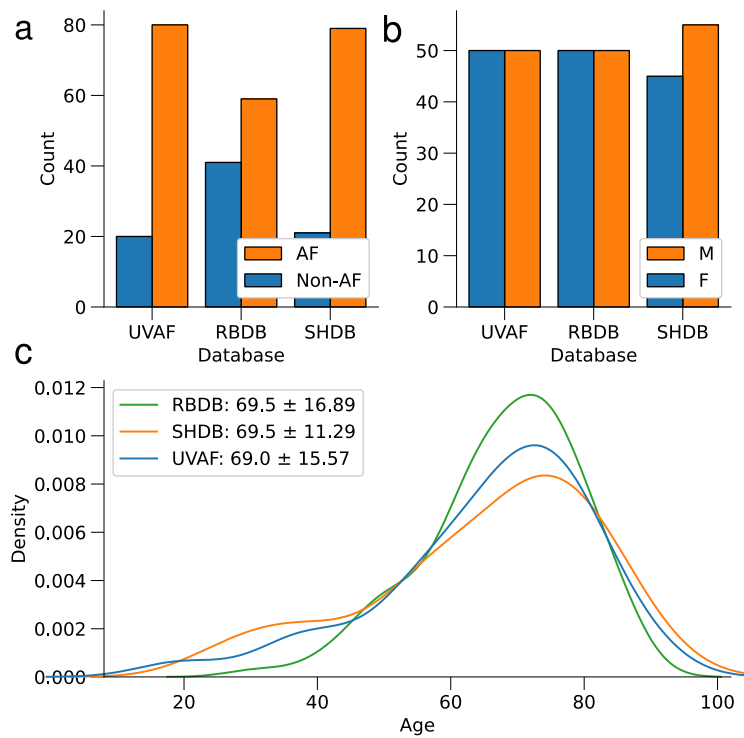 a
80
60
40
20
0
Count
AF
Non-AF
UVAF RBDB SHDB
Database
b
50
40
30
20
10
0
Count
M
F
UVAF RBDB SHDB
Database
c
0.012
0.010
0.008
0.006
0.004
0.002
0.000
Density
RBDB: 69.5 ± 16.89
SHDB: 69.5 ± 11.29
UVAF: 69.0 ± 15.57
20 40 60 80 100
Age